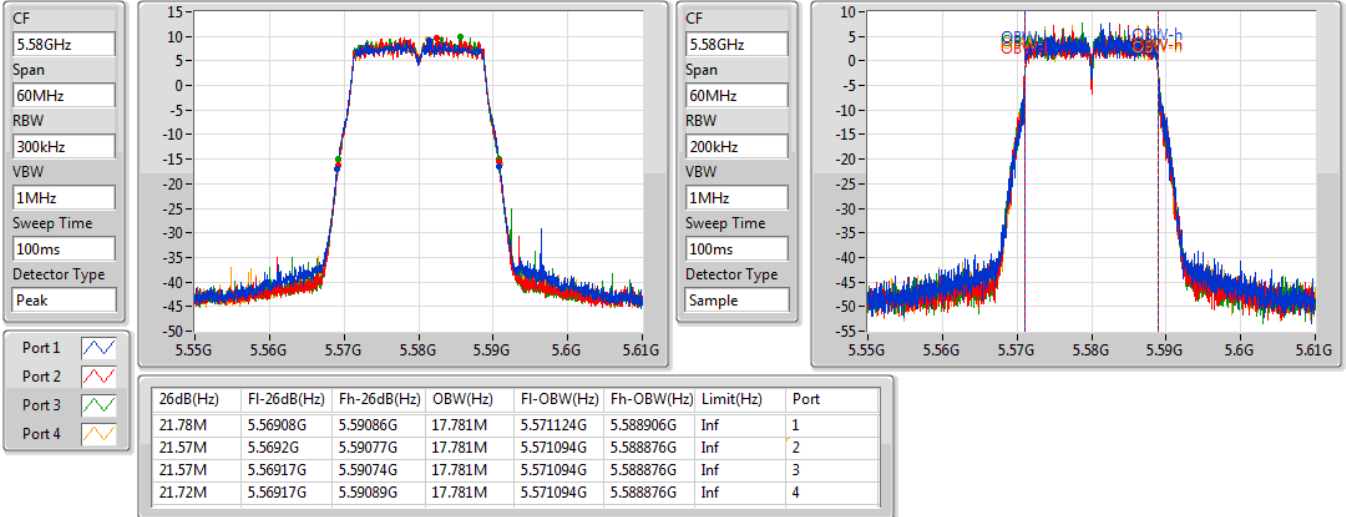 CF
5.58GHz
Span
60MHz
RBW
300kHz
VBW
1MHz
Sweep Time
100ms
Detector Type
Peak
15
10
5
0
-5
-10
-15
-20
-25
-30
-35
-40
-45
-50
5.55G 5.56G 5.57G 5.58G 5.59G 5.6G 5.61G
CF
5.58GHz
Span
60MHz
RBW
200kHz
VBW
1MHz
Sweep Time
100ms
Detector Type
Sample
10
5
0
-5
-10
-15
-20
-25
-30
-35
-40
-45
-50
-55
OBW-h
5.55G 5.56G 5.57G 5.58G 5.59G 5.6G 5.61G
Port 1
Port 2
Port 3
Port 4
26dB(Hz) Fl-26dB(Hz) Fh-26dB(Hz) OBW(Hz) Fl-OBW(Hz) Fh-OBW(Hz) Limit(Hz) Port
21.78M 5.56908G 5.59086G 17.781M 5.571124G 5.588906G Inf 1
21.57M 5.5692G 5.59077G 17.781M 5.571094G 5.588876G Inf 2
21.57M 5.56917G 5.59074G 17.781M 5.571094G 5.588876G Inf 3
21.72M 5.56917G 5.59089G 17.781M 5.571094G 5.588876G Inf 4